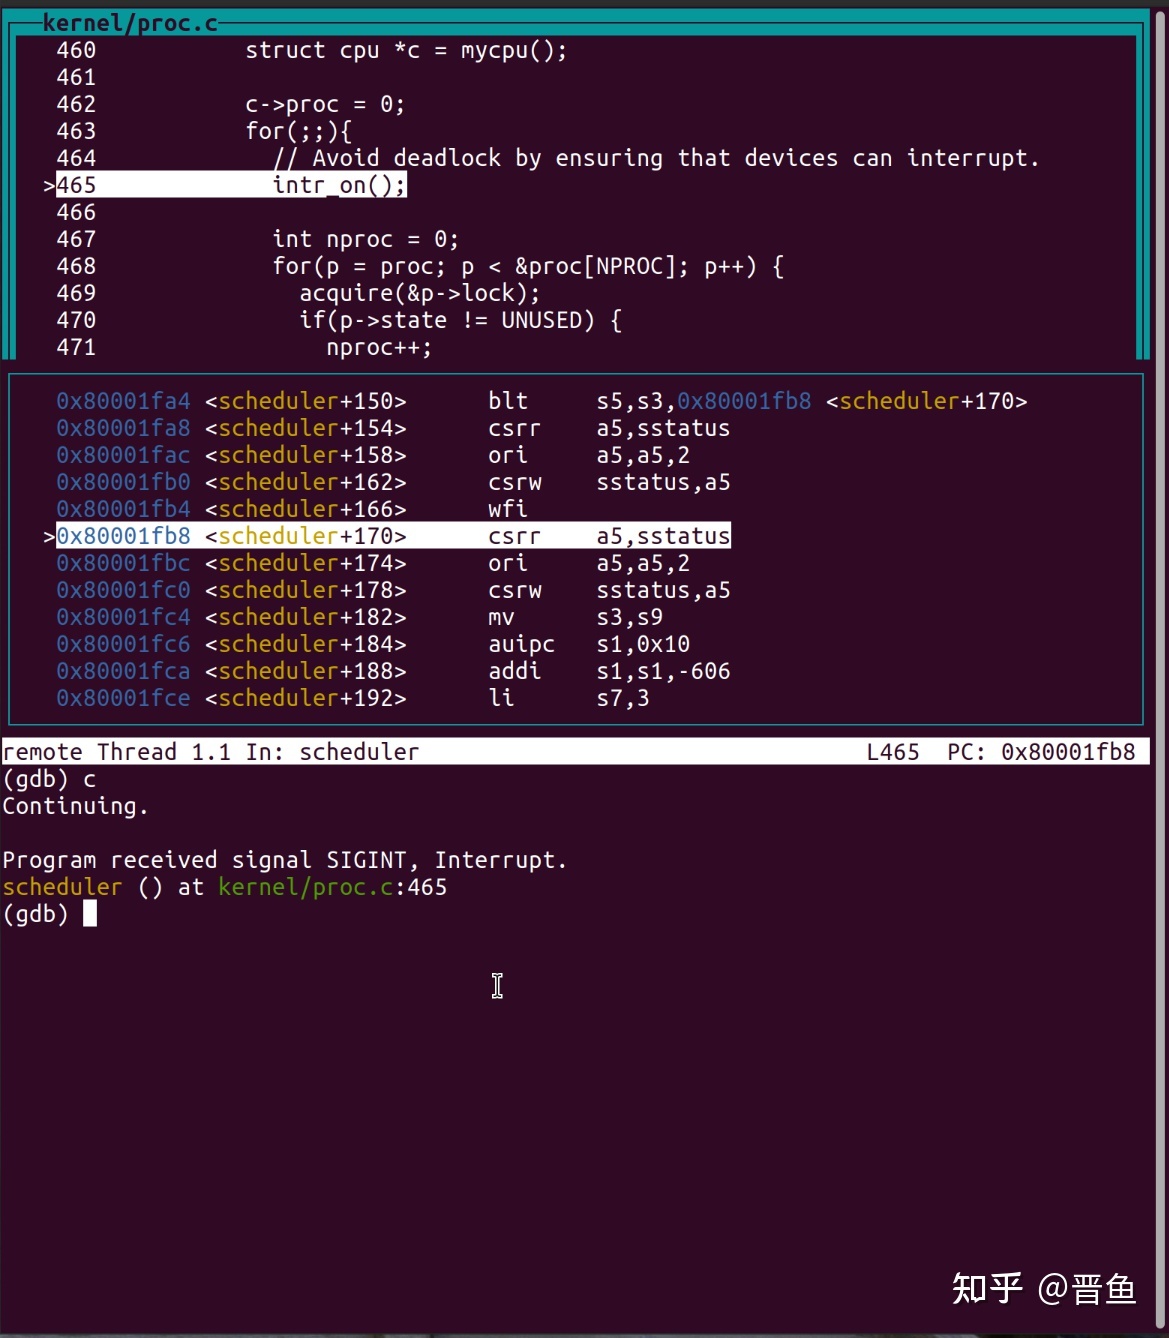 kernel/proc.c
460           struct cpu *c = mycpu();
461
462           c->proc = 0;
463           for(;;){
464             // Avoid deadlock by ensuring that devices can interrupt.
>465             intr_on();
466
467             int nproc = 0;
468             for(p = proc; p < &proc[NPROC]; p++) {
469               acquire(&p->lock);
470               if(p->state != UNUSED) {
471                 nproc++;
0x80001fa4 <scheduler+150>      blt     s5,s3,0x80001fb8 <scheduler+170>
0x80001fa8 <scheduler+154>      csrr    a5,sstatus
0x80001fac <scheduler+158>      ori     a5,a5,2
0x80001fb0 <scheduler+162>      csrw    sstatus,a5
0x80001fb4 <scheduler+166>      wfi
>0x80001fb8 <scheduler+170>      csrr    a5,sstatus
0x80001fbc <scheduler+174>      ori     a5,a5,2
0x80001fc0 <scheduler+178>      csrw    sstatus,a5
0x80001fc4 <scheduler+182>      mv      s3,s9
0x80001fc6 <scheduler+184>      auipc   s1,0x10
0x80001fca <scheduler+188>      addi    s1,s1,-606
0x80001fce <scheduler+192>      li      s7,3
remote Thread 1.1 In: scheduler                                 L465  PC: 0x80001fb8
(gdb) c
Continuing.
Program received signal SIGINT, Interrupt.
scheduler () at kernel/proc.c:465
(gdb)
知乎 @晋鱼